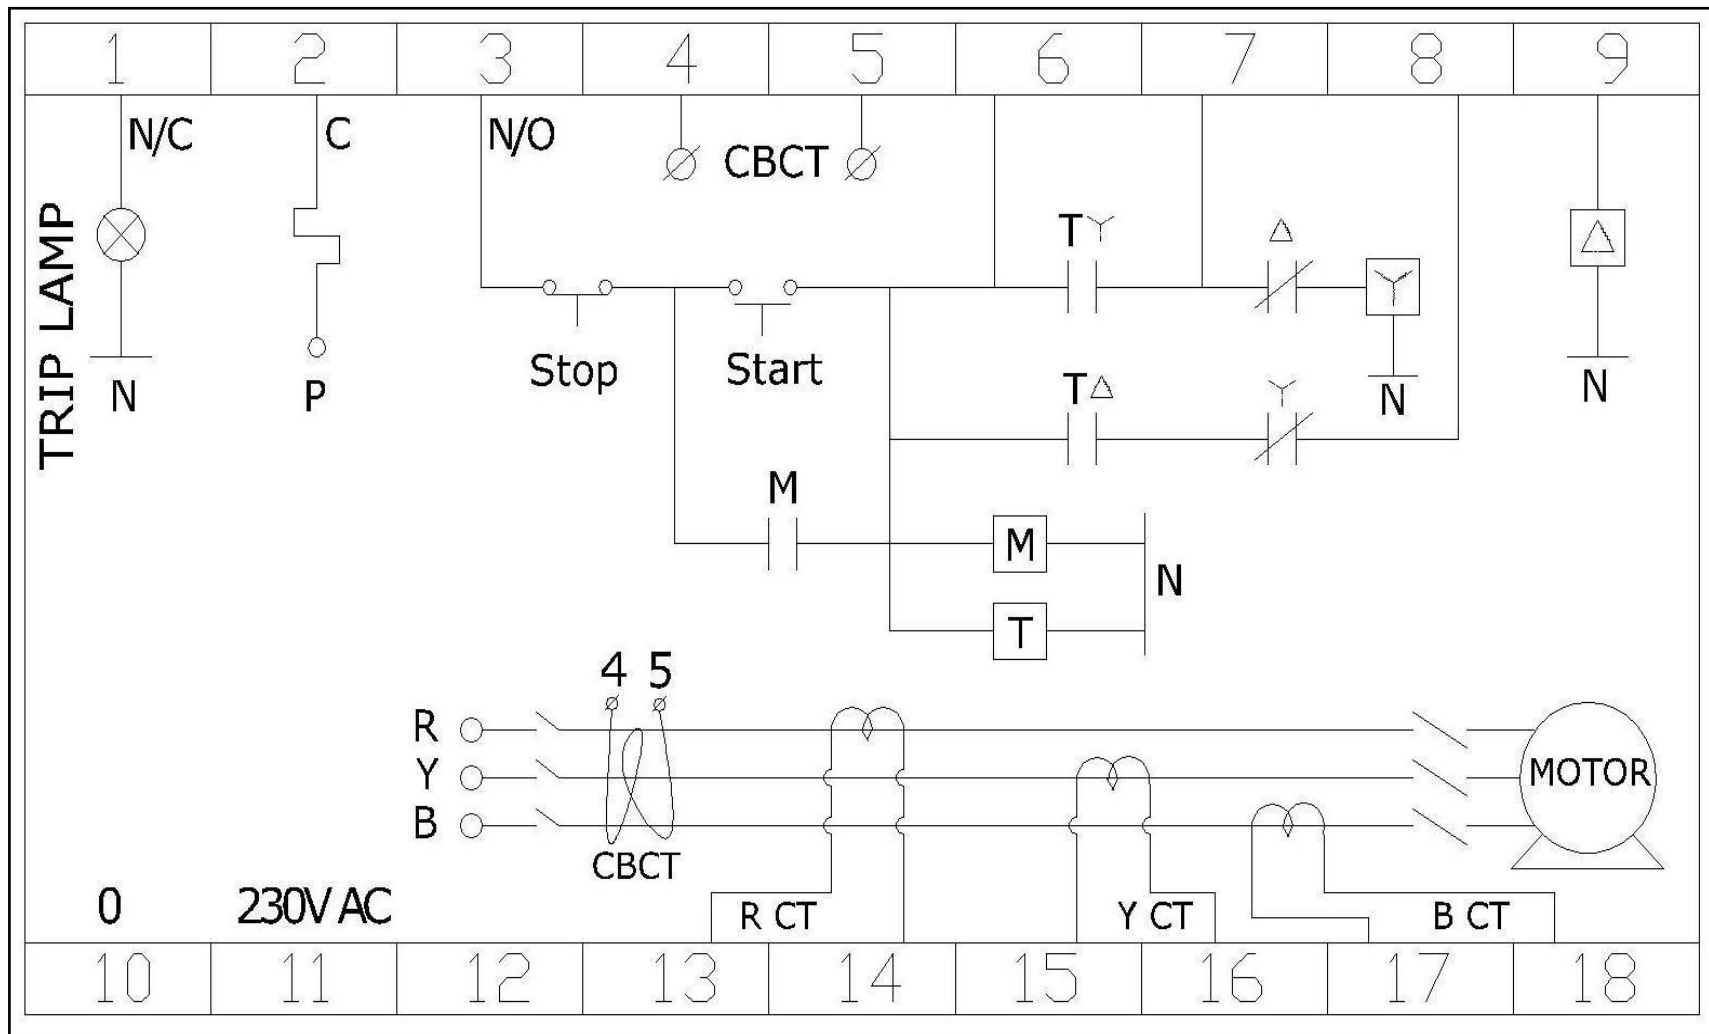 1 2 3 4 5 6 7 8 9
N/C C N/O
CBCT
TRIP LAMP
T
N P
Stop Start
T
N N
M
M
N
T
4 5
R
Y
B
MOTOR
CBCT
0 230V AC
R CT Y CT B CT
10 11 12 13 14 15 16 17 18